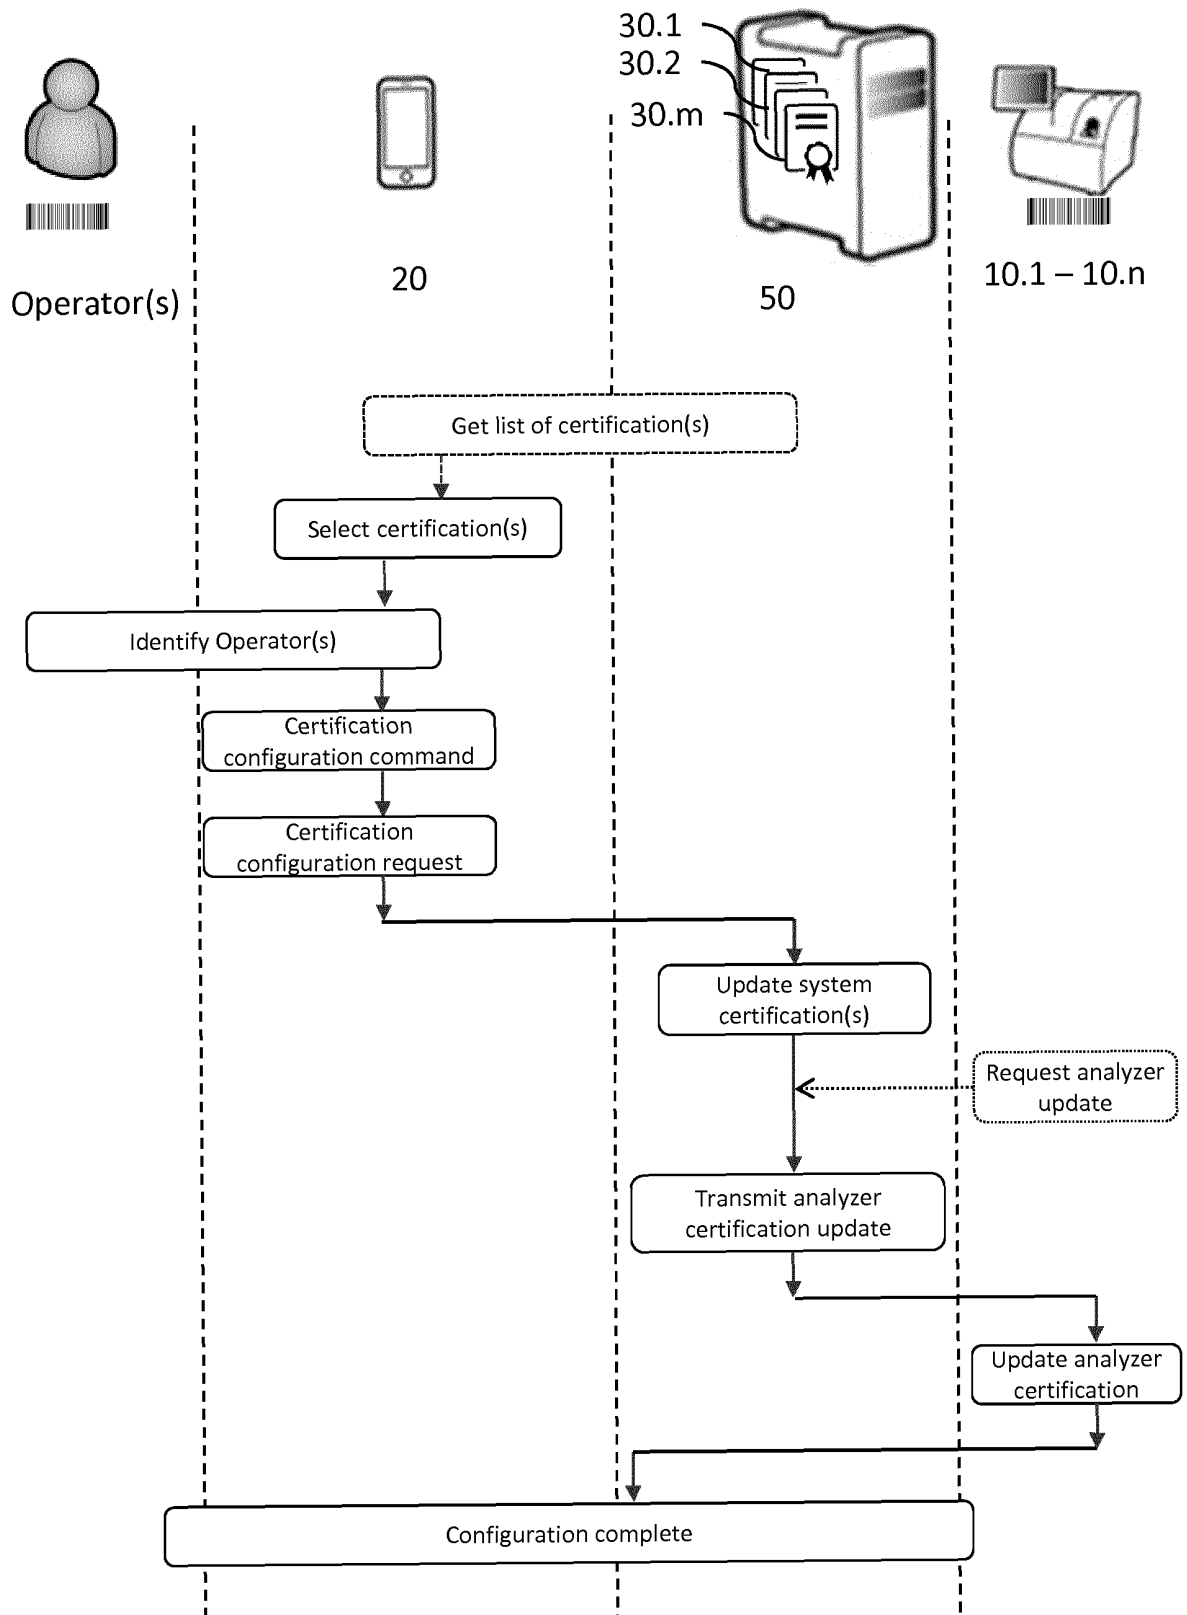 30.1
30.2
30.m
Operator(s)
20
50
10.1 – 10.n
Get list of certification(s)
Select certification(s)
Identify Operator(s)
Certification
configuration command
Certification
configuration request
Update system
certification(s)
Request analyzer
update
Transmit analyzer
certification update
Update analyzer
certification
Configuration complete